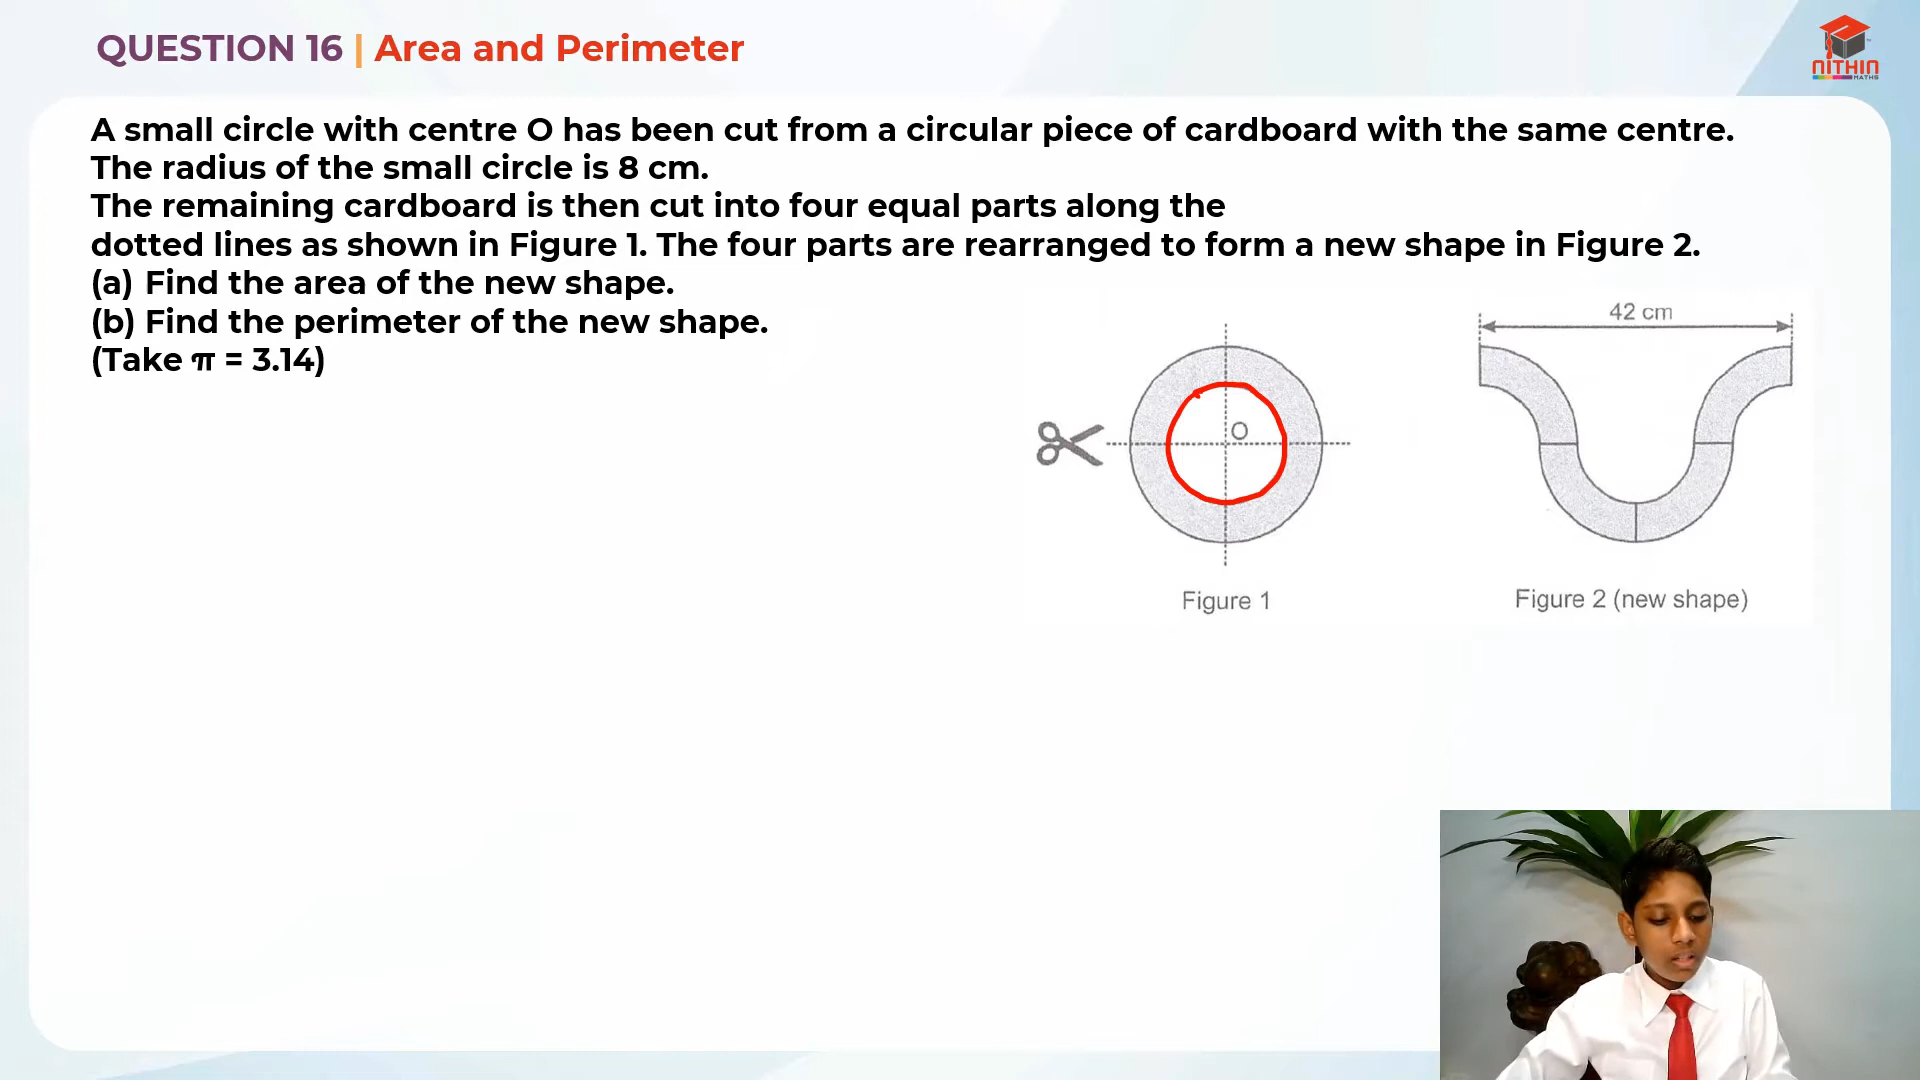 QUESTION 16 | Area and Perimeter
NITHIN
MATHS
A small circle with centre O has been cut from a circular piece of cardboard with the same centre.
The radius of the small circle is 8 cm.
The remaining cardboard is then cut into four equal parts along the
dotted lines as shown in Figure 1. The four parts are rearranged to form a new shape in Figure 2.
(a) Find the area of the new shape.
(b) Find the perimeter of the new shape.
(Take π = 3.14)
42 cm
O
Figure 1
Figure 2 (new shape)